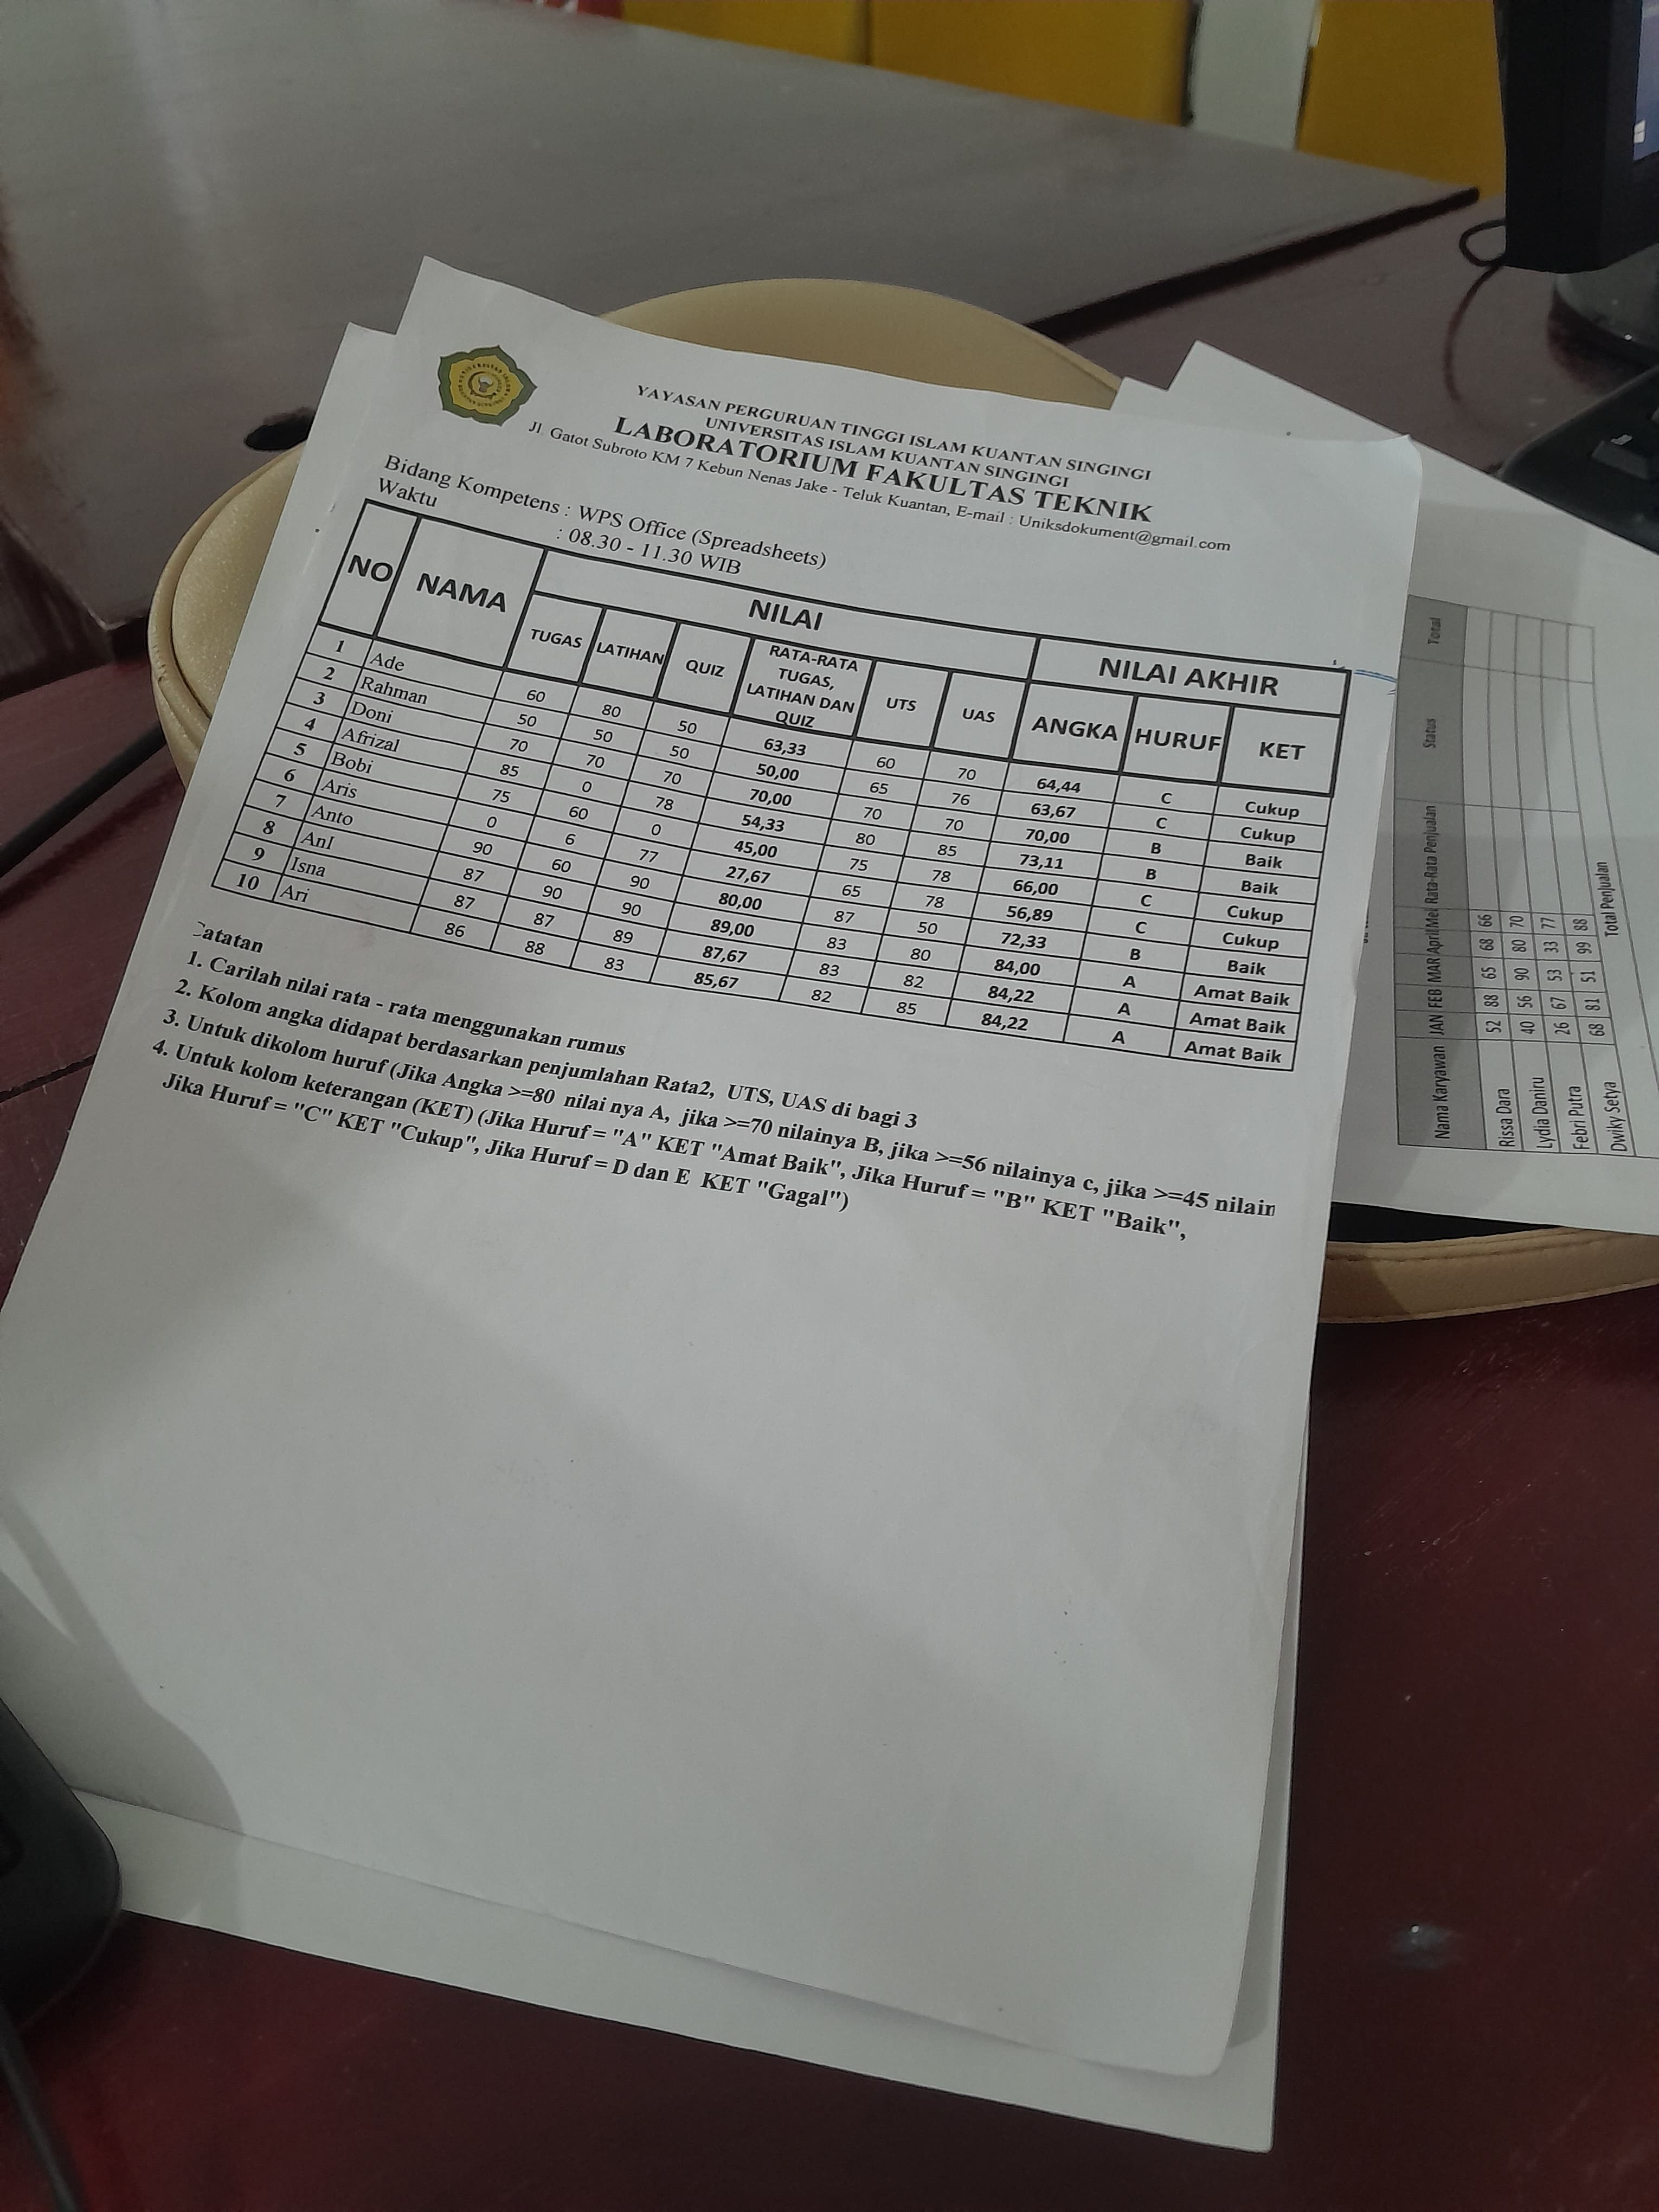 YAYASAN PERGURUAN TINGGI ISLAM KUANTAN SINGINGI
UNIVERSITAS ISLAM KUANTAN SINGINGI
LABORATORIUM FAKULTAS TEKNIK
Jl. Gatot Subroto KM 7 Kebun Nenas Jake - Teluk Kuantan, E-mail : Uniksdokument@gmail.com
Bidang Kompetens : WPS Office (Spreadsheets)
Waktu : 08.30 - 11.30 WIB
NO NAMA NILAI NILAI AKHIR
TUGAS LATIHAN QUIZ RATA-RATA TUGAS, LATIHAN DAN QUIZ UTS UAS ANGKA HURUF KET
1 Ade 60 80 50 63,33 60 70 64,44 C Cukup
2 Rahman 50 50 50 50,00 65 76 63,67 C Cukup
3 Doni 70 70 70 70,00 70 70 70,00 B Baik
4 Afrizal 85 0 78 54,33 80 85 73,11 B Baik
5 Bobi 75 60 0 45,00 75 78 66,00 C Cukup
6 Aris 0 6 77 27,67 65 78 56,89 C Cukup
7 Anto 90 60 90 80,00 87 50 72,33 B Baik
8 AnI 87 90 90 89,00 83 80 84,00 A Amat Baik
9 Isna 87 87 89 87,67 83 82 84,22 A Amat Baik
10 Ari 86 88 83 85,67 82 85 84,22 A Amat Baik
Catatan
1. Carilah nilai rata - rata menggunakan rumus
2. Kolom angka didapat berdasarkan penjumlahan Rata2, UTS, UAS di bagi 3
3. Untuk dikolom huruf (Jika Angka >=80 nilai nya A, jika >=70 nilainya B, jika >=56 nilainya c, jika >=45 nilain
4. Untuk kolom keterangan (KET) (Jika Huruf = "A" KET "Amat Baik", Jika Huruf = "B" KET "Baik",
Jika Huruf = "C" KET "Cukup", Jika Huruf = D dan E KET "Gagal")
Nama Karyawan JAN FEB MAR April Mei Rata-Rata Penjualan Status Total
Rissa Dara 52 88 65 68 66
Lydia Daniru 40 56 90 80 70
Febri Putra 26 67 53 33 77
Dwiky Setya 68 81 51 99 88
Total Penjualan